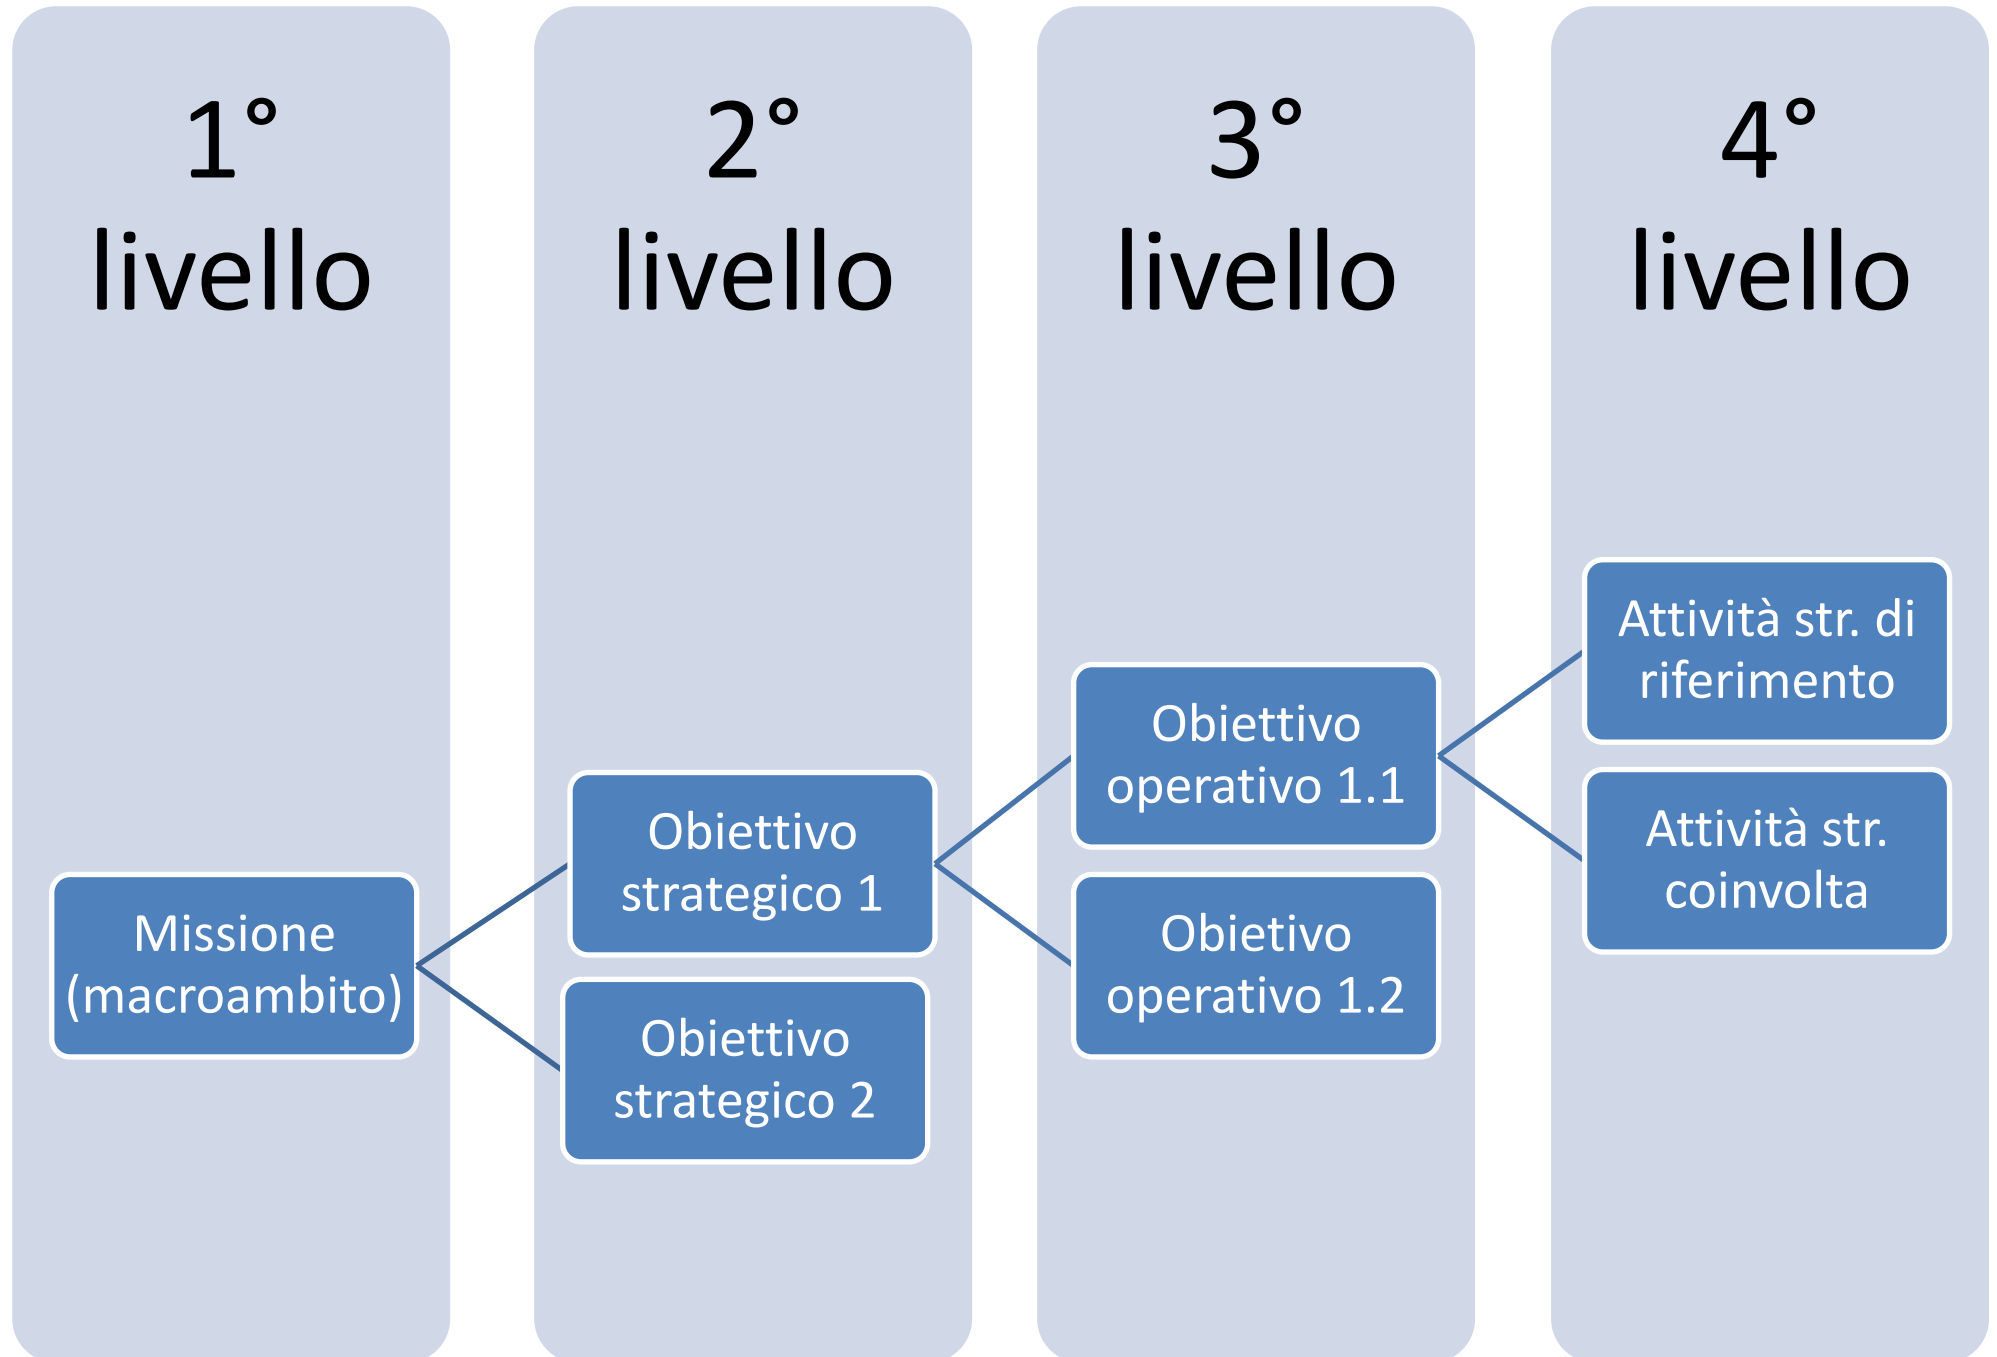 1°
livello
2°
livello
3°
livello
4°
livello
Missione
(macroambito)
Obiettivo
strategico 1
Obiettivo
strategico 2
Obiettivo
operativo 1.1
Obietivo
operativo 1.2
Attività str. di
riferimento
Attività str.
coinvolta